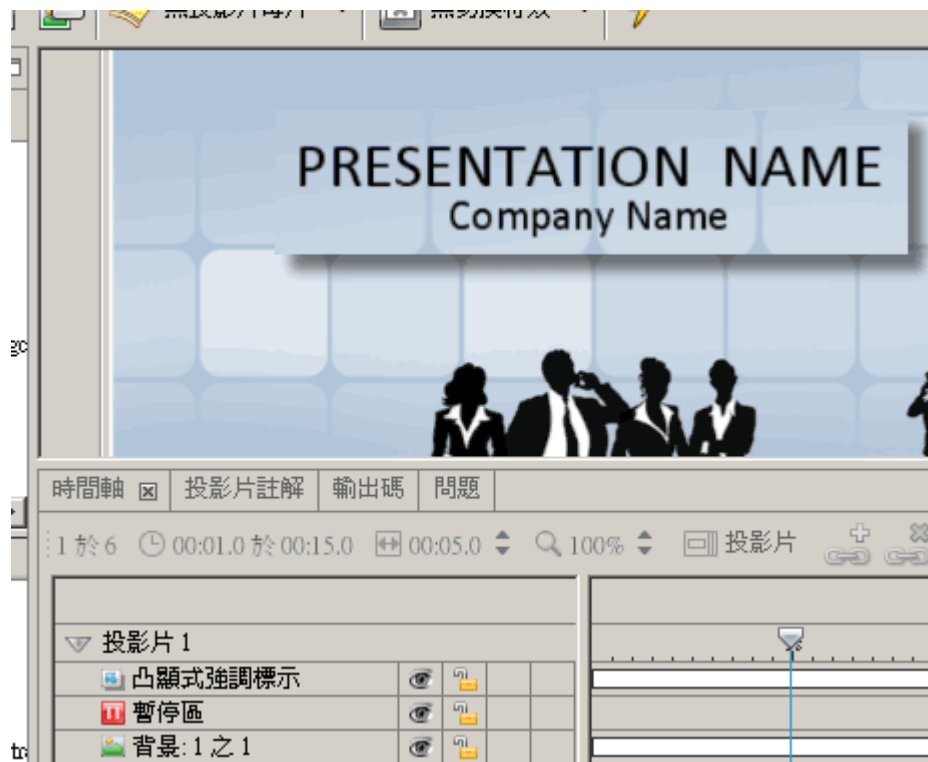 PRESENTATION NAME
Company Name
時間軸 投影片註解 輸出碼 問題
1 於 6 00:01.0 於 00:15.0 00:05.0 100% 投影片
投影片 1
凸顯式強調標示
暫停區
背景: 1 之 1